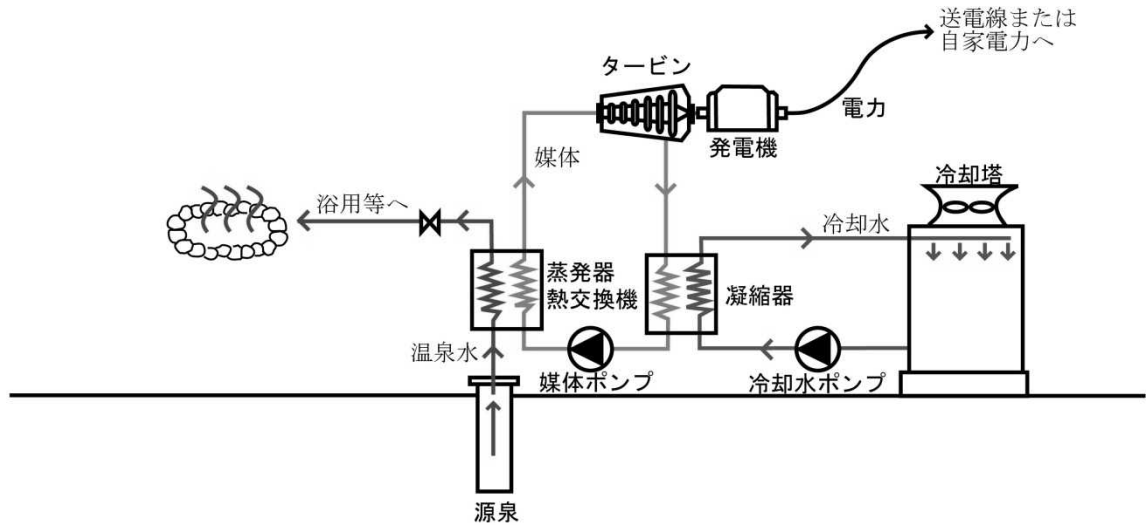 送電線または
自家電力へ
タービン
電力
発電機
媒体
冷却塔
浴用等へ
冷却水
蒸発器
熱交換機
凝縮器
温泉水
媒体ポンプ
冷却水ポンプ
源泉